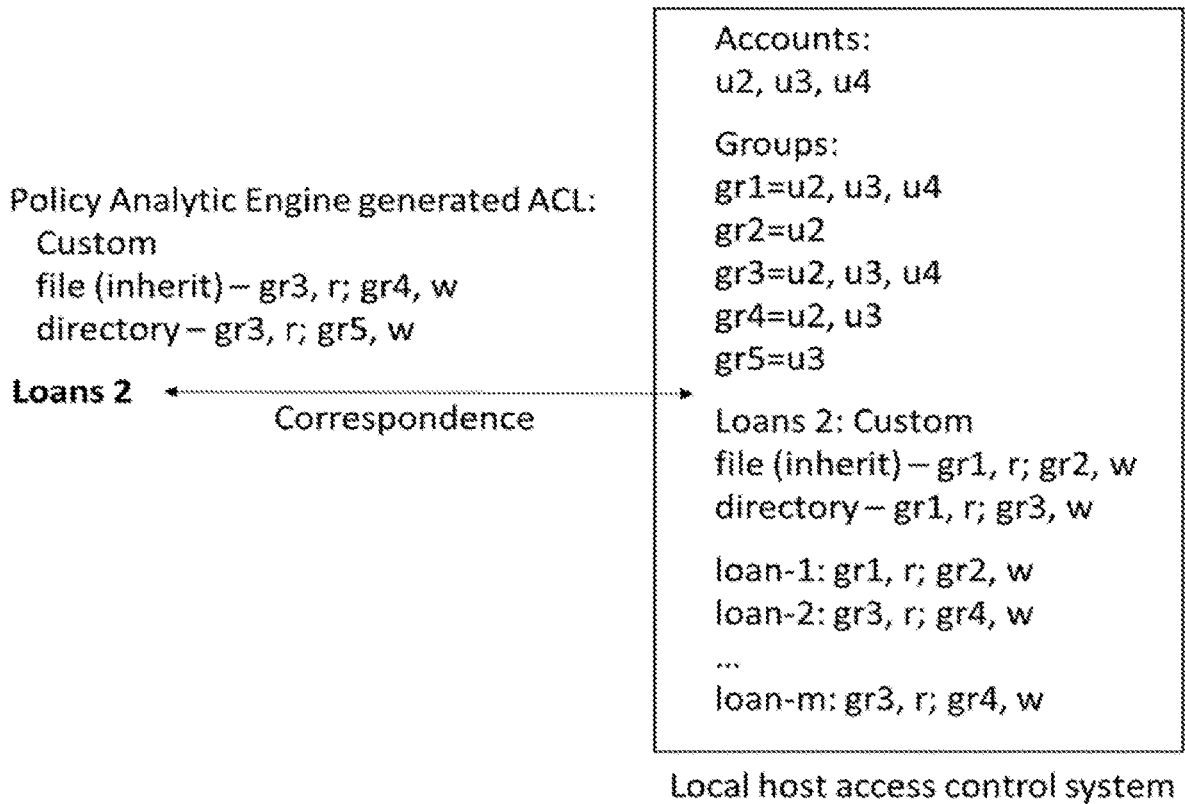 Policy Analytic Engine generated ACL:
Custom
file (inherit) – gr3, r; gr4, w
directory – gr3, r; gr5, w
Loans 2
Correspondence
Accounts:
u2, u3, u4
Groups:
gr1=u2, u3, u4
gr2=u2
gr3=u2, u3, u4
gr4=u2, u3
gr5=u3
Loans 2: Custom
file (inherit) – gr1, r; gr2, w
directory – gr1, r; gr3, w
loan-1: gr1, r; gr2, w
loan-2: gr3, r; gr4, w
...
loan-m: gr3, r; gr4, w
Local host access control system